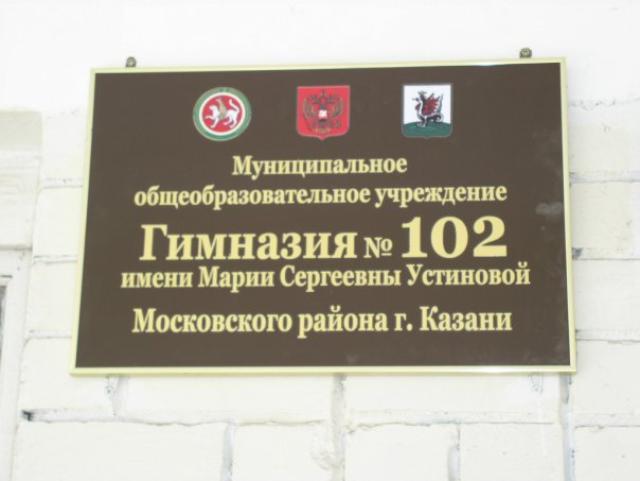 Муниципальное
общеобразовательное учреждение
Гимназия № 102
имени Марии Сергеевны Устиновой
Московского района г. Казани